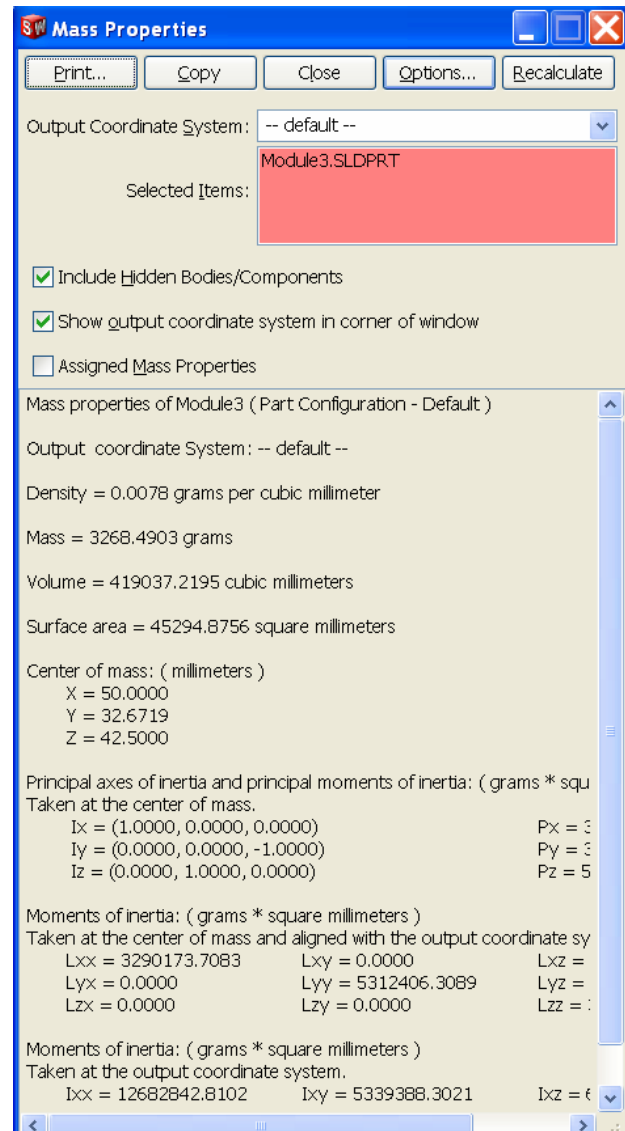 Mass Properties
Print... Copy Close Options... Recalculate
Output Coordinate System: -- default --
Module3.SLDPRT
Selected Items:
Include Hidden Bodies/Components
Show output coordinate system in corner of window
Assigned Mass Properties
Mass properties of Module3 ( Part Configuration - Default )
Output coordinate System: -- default --
Density = 0.0078 grams per cubic millimeter
Mass = 3268.4903 grams
Volume = 419037.2195 cubic millimeters
Surface area = 45294.8756 square millimeters
Center of mass: ( millimeters )
X = 50.0000
Y = 32.6719
Z = 42.5000
Principal axes of inertia and principal moments of inertia: ( grams * squ
Taken at the center of mass.
Ix = (1.0000, 0.0000, 0.0000) Px = 3
Iy = (0.0000, 0.0000, -1.0000) Py = 3
Iz = (0.0000, 1.0000, 0.0000) Pz = 5
Moments of inertia: ( grams * square millimeters )
Taken at the center of mass and aligned with the output coordinate sy
Lxx = 3290173.7083 Lxy = 0.0000 Lxz =
Lyx = 0.0000 Lyy = 5312406.3089 Lyz =
Lzx = 0.0000 Lzy = 0.0000 Lzz =
Moments of inertia: ( grams * square millimeters )
Taken at the output coordinate system.
Ixx = 12682842.8102 Ixy = 5339388.3021 Ixz = 6